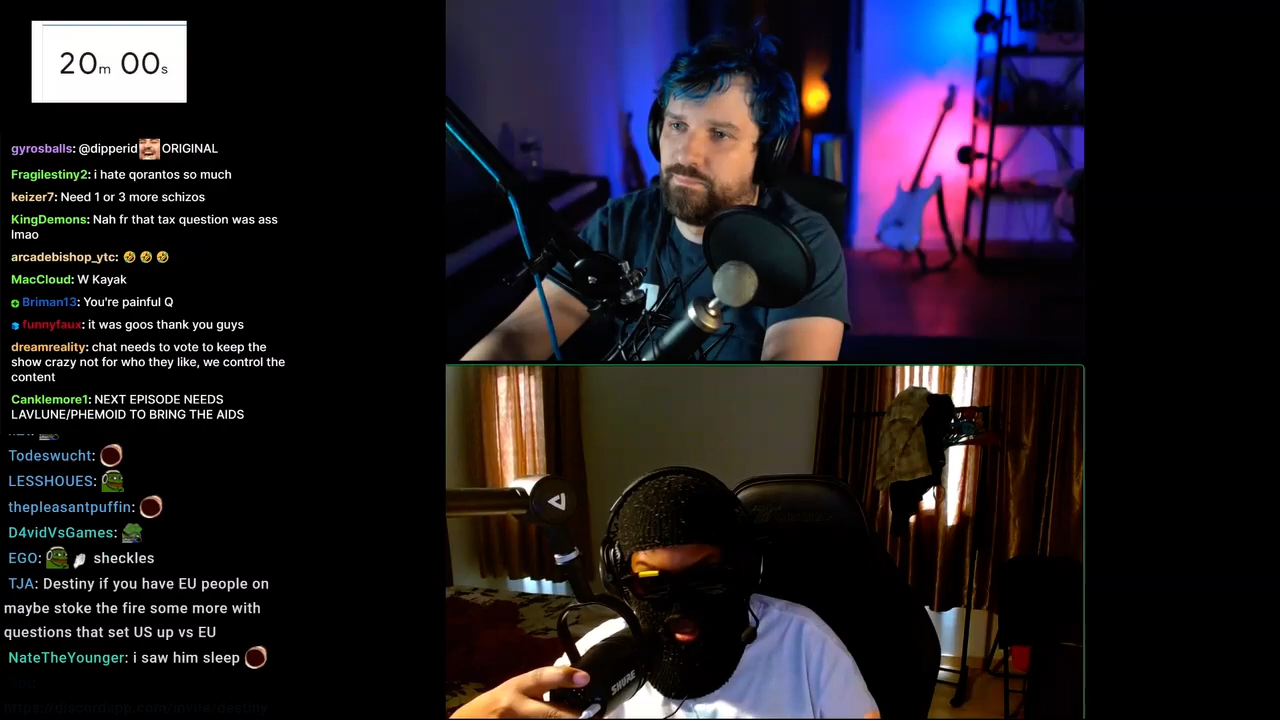 20m 00s
gyrosballs: @dipperid ORIGINAL
Fragilestiny2: i hate qorantos so much
keizer7: Need 1 or 3 more schizos
KingDemons: Nah fr that tax question was ass
lmao
arcadebishop_ytc: 🤣 🤣 🤣
MacCloud: W Kayak
Briman13: You're painful Q
funnyfaux: it was goos thank you guys
dreamreality: chat needs to vote to keep the
show crazy not for who they like, we control the
content
Canklemore1: NEXT EPISODE NEEDS
LAVLUNE/PHEMOID TO BRING THE AIDS
Todeswucht:
LESSHOUES:
thepleasantpuffin:
D4vidVsGames:
EGO: sheckles
TJA: Destiny if you have EU people on
maybe stoke the fire some more with
questions that set US up vs EU
NateTheYounger: i saw him sleep
https://discordapp.com/invite/destiny
SHURE